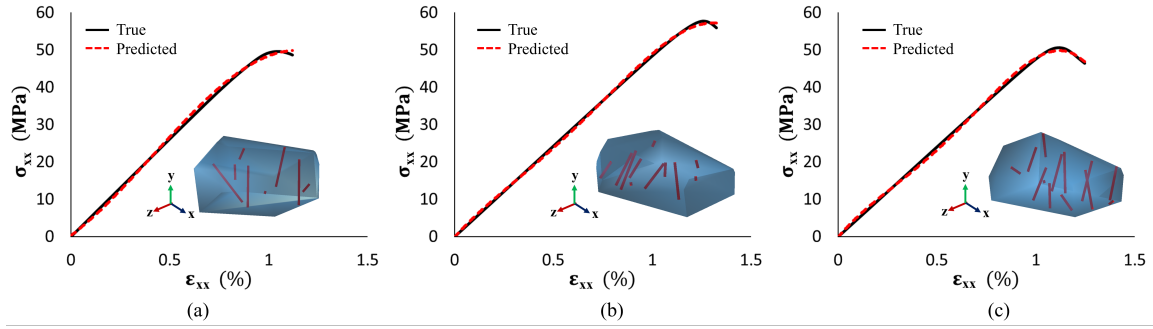 60
50
40
30
20
10
0
σxx (MPa)
True
Predicted
y
z
x
0
0.5
1
1.5
εxx (%)
(a)
60
50
40
30
20
10
0
σxx (MPa)
True
Predicted
y
z
x
0
0.5
1
1.5
εxx (%)
(b)
60
50
40
30
20
10
0
σxx (MPa)
True
Predicted
y
z
x
0
0.5
1
1.5
εxx (%)
(c)